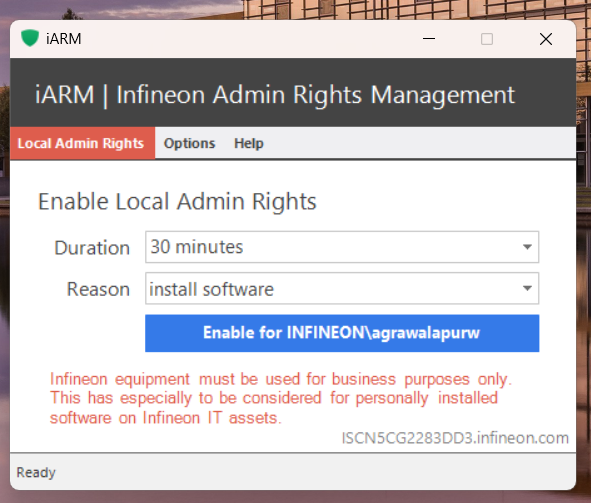 iARM
iARM | Infineon Admin Rights Management
Local Admin Rights Options Help
Enable Local Admin Rights
Duration 30 minutes
Reason install software
Enable for INFINEON\agrawalapurw
Infineon equipment must be used for business purposes only.
This has especially to be considered for personally installed
software on Infineon IT assets.
ISCN5CG2283DD3.infineon.com
Ready